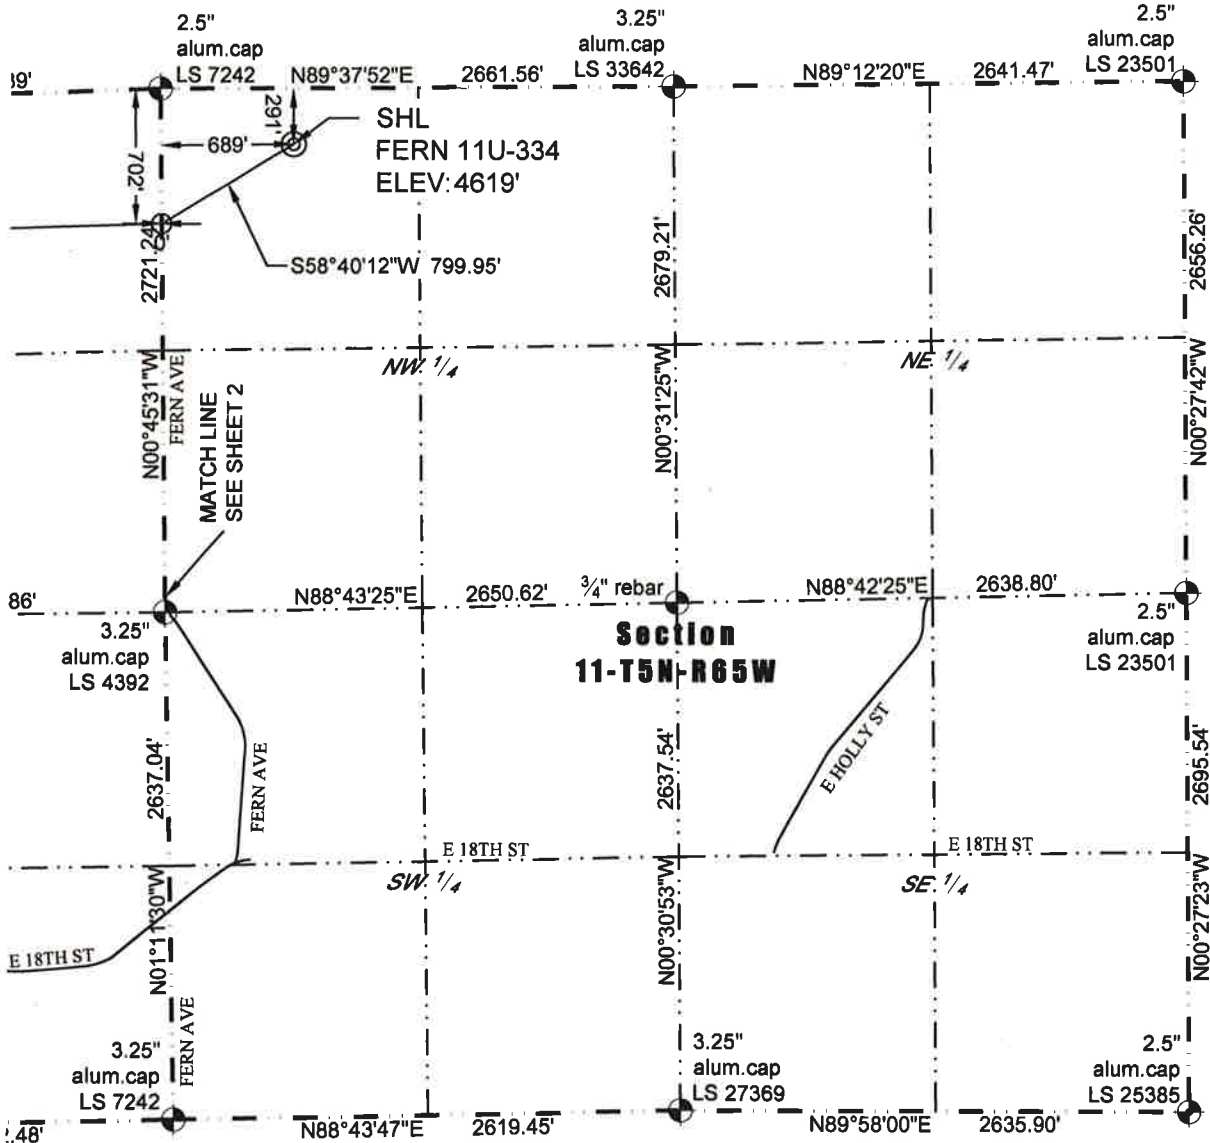 2.5"
alum.cap
LS 7242
3.25"
alum.cap
LS 33642
2.5"
alum.cap
LS 23501
N89°37'52"E
2661.56'
N89°12'20"E
2641.47'
291'
689'
702'
SHL
FERN 11U-334
ELEV: 4619'
S58°40'12"W 799.95'
2721.24'
2679.21'
2656.26'
N00°45'31"W
FERN AVE
NW 1/4
N00°31'25"W
NE 1/4
N00°27'42"W
MATCH LINE
SEE SHEET 2
86'
N88°43'25"E
2650.62'
3/4" rebar
N88°42'25"E
2638.80'
3.25"
alum.cap
LS 4392
Section
11-T5N-R65W
2.5"
alum.cap
LS 23501
2637.04'
FERN AVE
2637.54'
E HOLLY ST
2695.54'
E 18TH ST
E 18TH ST
SW 1/4
SE 1/4
N01°11'30"W
N00°30'53"W
N00°27'23"W
E 18TH ST
FERN AVE
3.25"
alum.cap
LS 7242
3.25"
alum.cap
LS 27369
2.5"
alum.cap
LS 25385
.48'
N88°43'47"E
2619.45'
N89°58'00"E
2635.90'